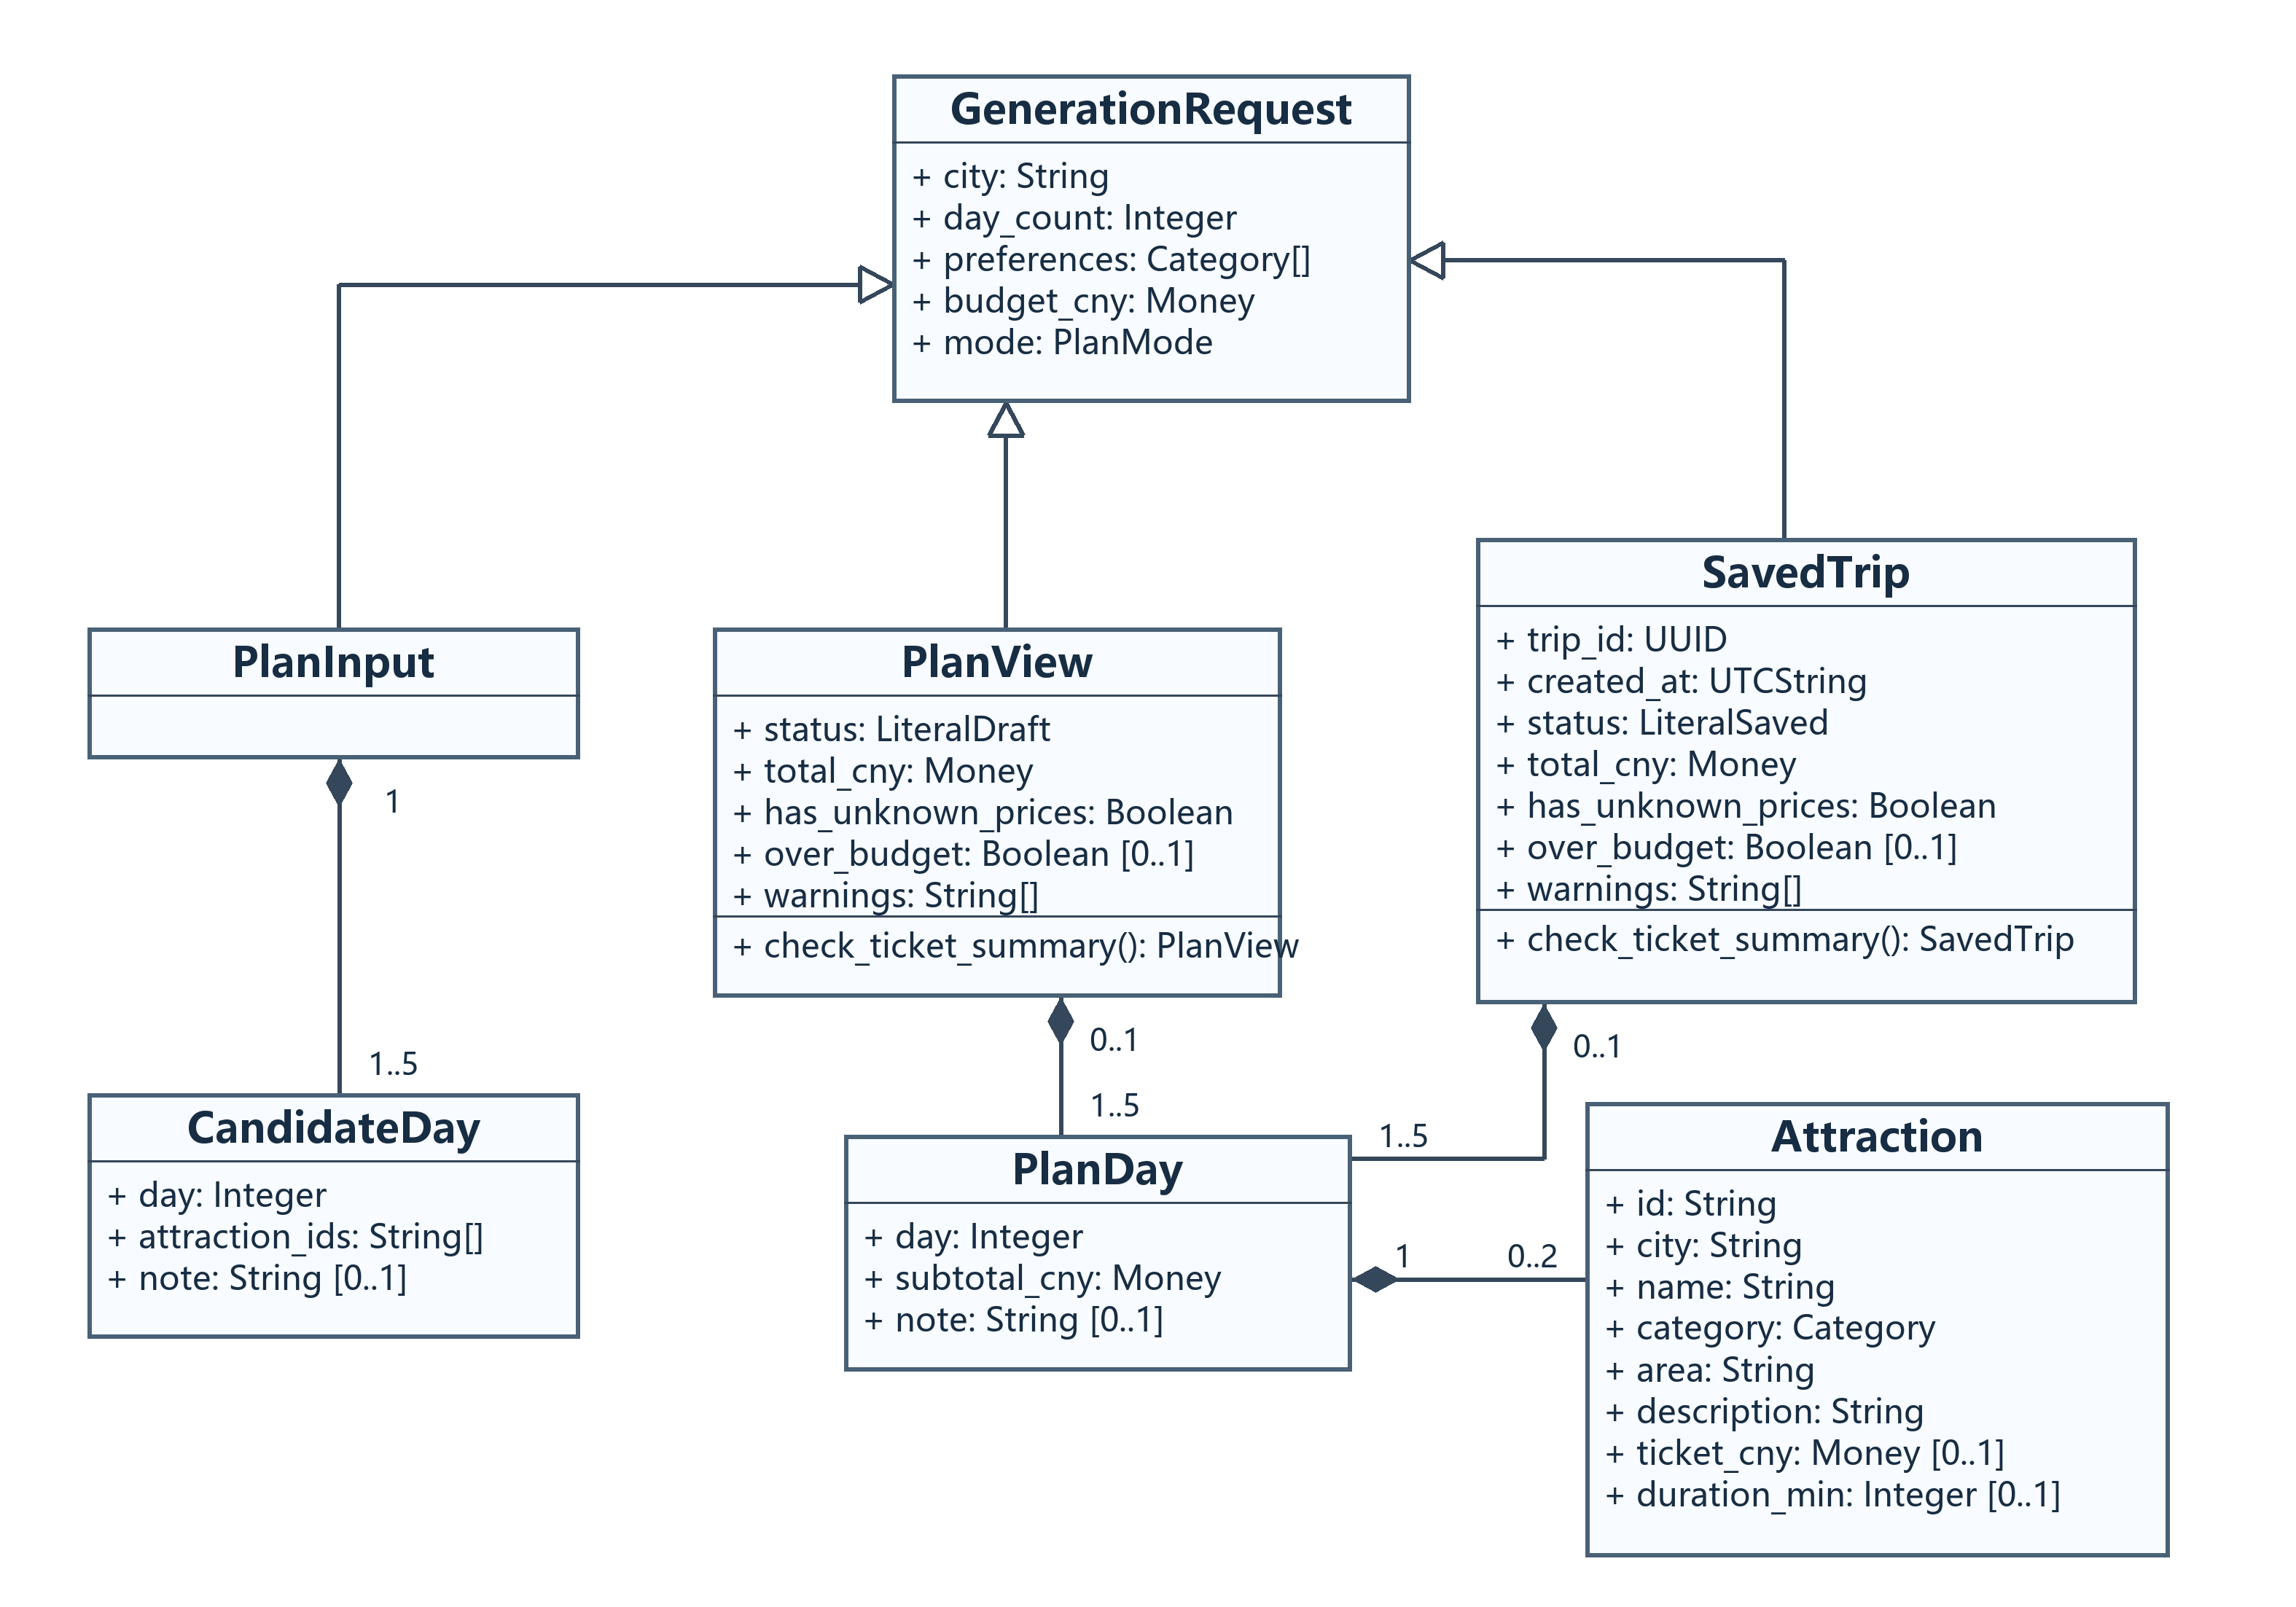 GenerationRequest
+ city: String
+ day_count: Integer
+ preferences: Category[]
+ budget_cny: Money
+ mode: PlanMode
PlanInput
1
1..5
PlanView
+ status: LiteralDraft
+ total_cny: Money
+ has_unknown_prices: Boolean
+ over_budget: Boolean [0..1]
+ warnings: String[]
+ check_ticket_summary(): PlanView
0..1
1..5
SavedTrip
+ trip_id: UUID
+ created_at: UTCString
+ status: LiteralSaved
+ total_cny: Money
+ has_unknown_prices: Boolean
+ over_budget: Boolean [0..1]
+ warnings: String[]
+ check_ticket_summary(): SavedTrip
0..1
1..5
CandidateDay
+ day: Integer
+ attraction_ids: String[]
+ note: String [0..1]
PlanDay
+ day: Integer
+ subtotal_cny: Money
+ note: String [0..1]
1
0..2
Attraction
+ id: String
+ city: String
+ name: String
+ category: Category
+ area: String
+ description: String
+ ticket_cny: Money [0..1]
+ duration_min: Integer [0..1]